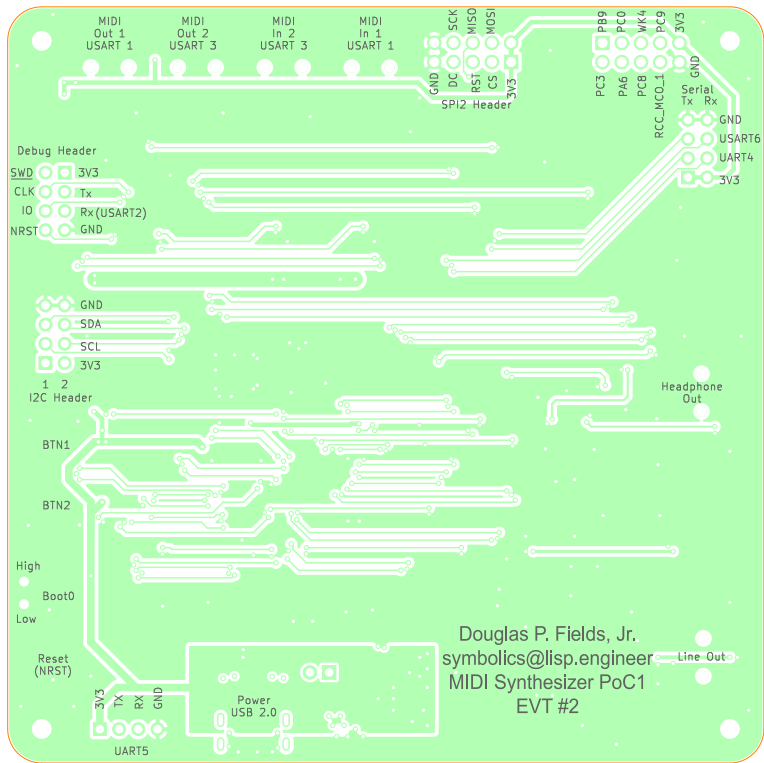 MIDI
Out 1
USART 1
MIDI
Out 2
USART 3
MIDI
In 2
USART 3
MIDI
In 1
USART 1
SCK
MISO
MOSI
GND
DC
RST
CS
3V3
SPI2 Header
PB9
PC0
WK4
PC9
3V3
PC3
PA6
PC8
RCC_MCO_1
GND
Serial
Tx Rx
GND
USART6
UART4
3V3
Debug Header
SWD
3V3
CLK
Tx
IO
Rx(USART2)
NRST
GND
GND
SDA
SCL
3V3
1 2
I2C Header
Headphone
Out
BTN1
BTN2
High
Boot0
Low
Reset
(NRST)
3V3
TX
RX
GND
UART5
Power
USB 2.0
Douglas P. Fields, Jr.
symbolics@lisp.engineer
MIDI Synthesizer PoC1
EVT #2
Line Out